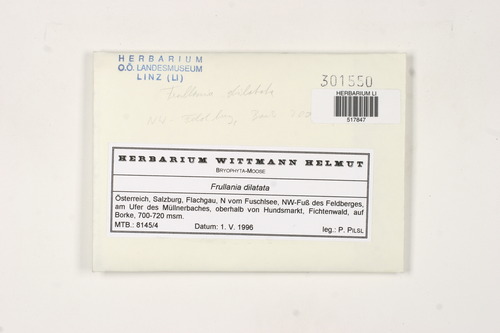 HERBARIUM
O.Ö. LANDESMUSEUM
LINZ (LI)
301550
HERBARIUM LI
517847
Frullania dilatata
HERBARIUM WITTMANN HELMUT
BRYOPHYTA-MOOSE
Frullania dilatata
Österreich, Salzburg, Flachgau, N vom Fuschlsee, NW-Fuß des Feldberges,
am Ufer des Müllnerbaches, oberhalb von Hundsmarkt, Fichtenwald, auf
Borke, 700-720 msm.
MTB.: 8145/4 Datum: 1. V. 1996 leg.: P. PILSL